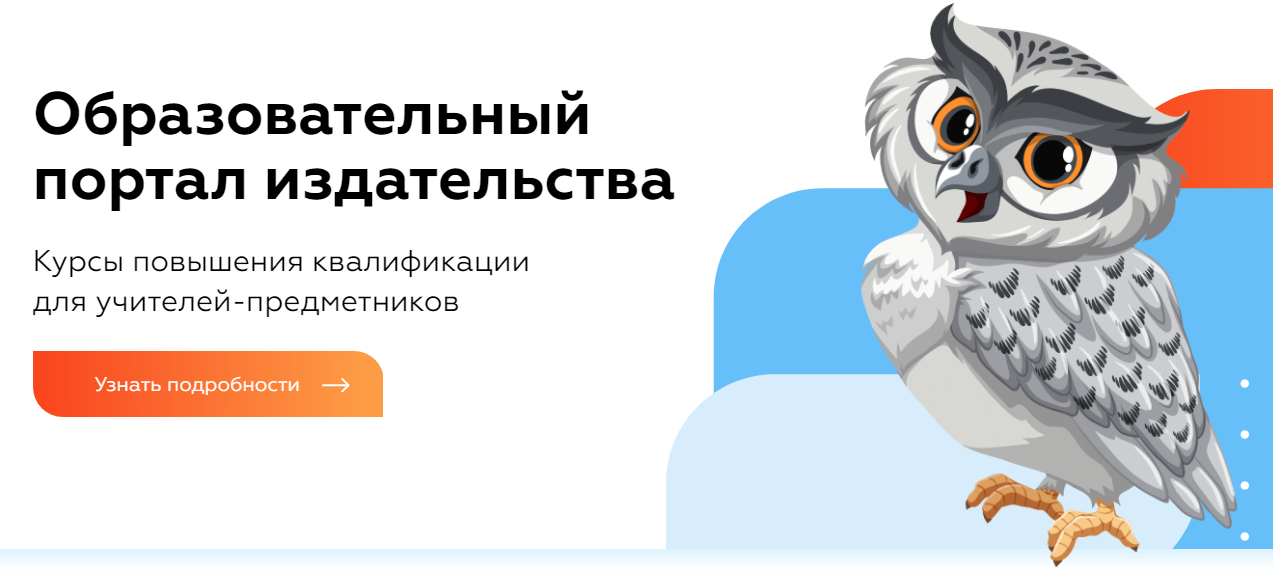 Образовательный
портал издательства
Курсы повышения квалификации
для учителей-предметников
Узнать подробности